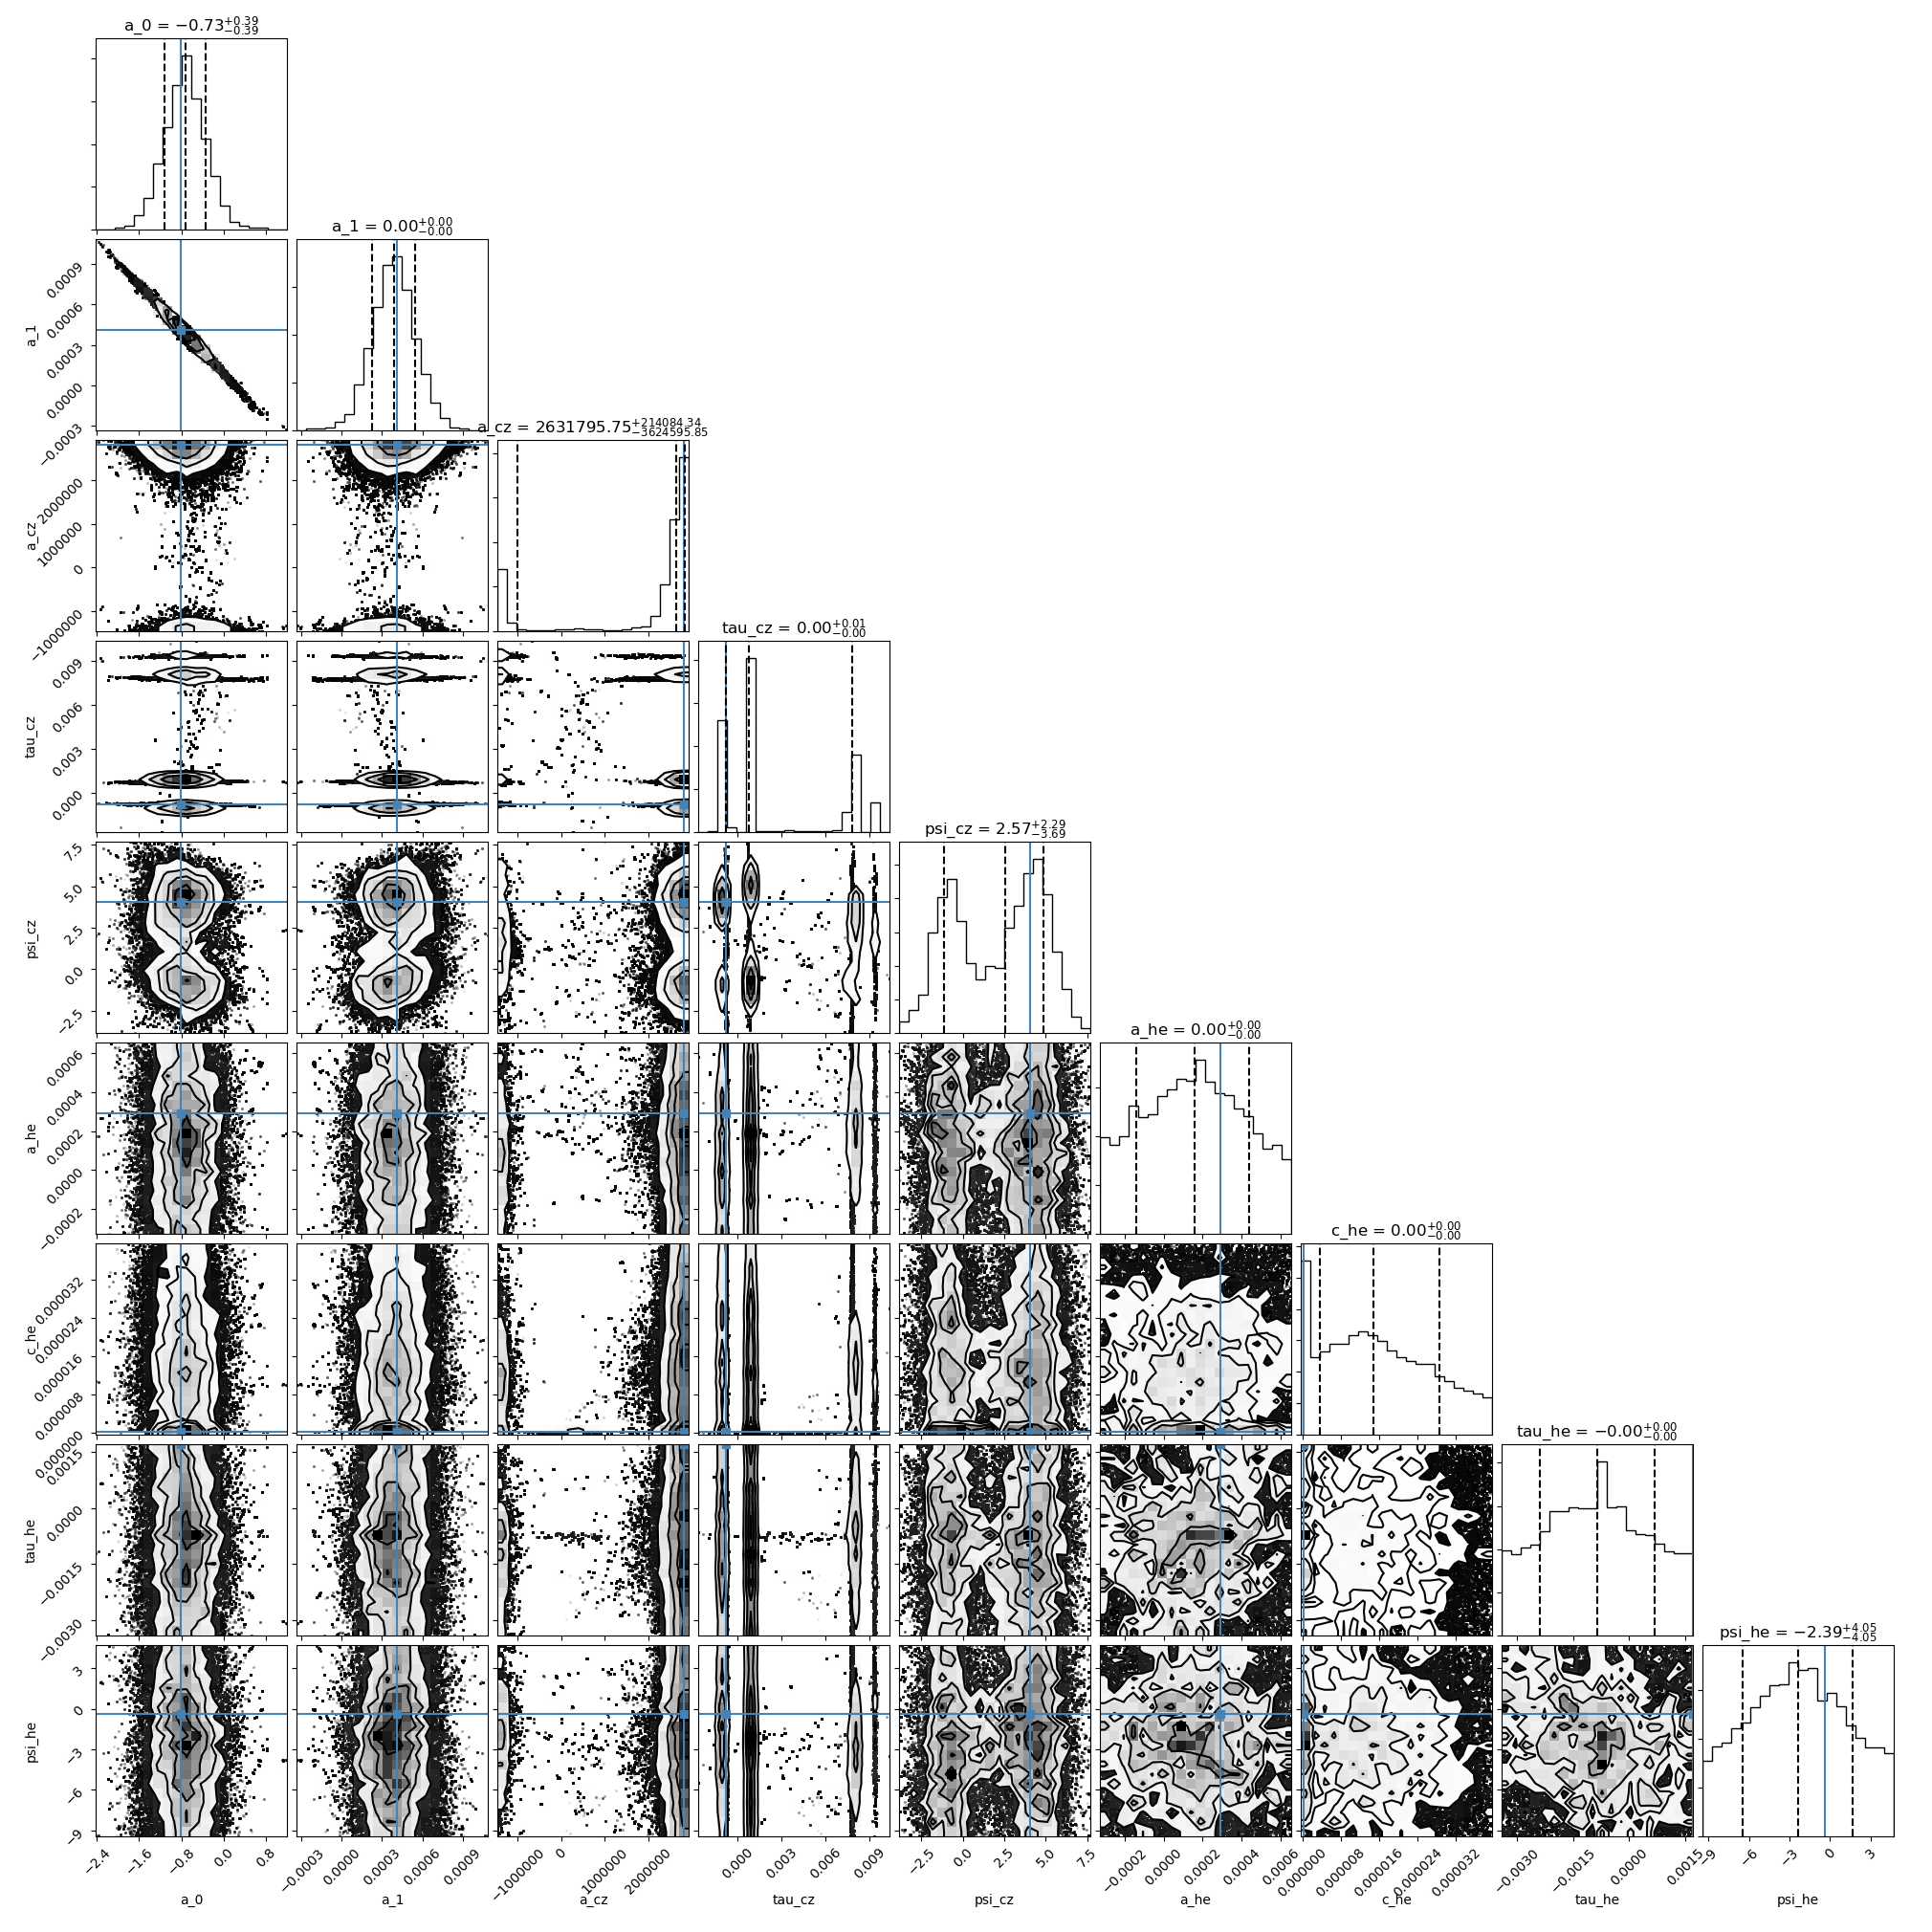 a_0 = −0.73+0.39−0.39
a_1 = 0.00+0.00−0.00
a_1
0.0009
0.0006
0.0003
0.0000
−0.0003
a_cz = 2631795.75+214084.34−3624595.85
a_cz
2000000
1000000
0
−1000000
tau_cz = 0.00+0.01−0.00
tau_cz
0.009
0.006
0.003
0.000
psi_cz = 2.57+2.29−3.69
psi_cz
7.5
5.0
2.5
0.0
−2.5
a_he = 0.00+0.00−0.00
a_he
0.0006
0.0004
0.0002
0.0000
−0.0002
c_he = 0.00+0.00−0.00
c_he
0.000032
0.000024
0.000016
0.000008
0.000000
tau_he = −0.00+0.00−0.00
tau_he
0.0015
0.0000
−0.0015
−0.0030
psi_he = −2.39+4.05−4.05
psi_he
3
0
−3
−6
−9
−2.4 −1.6 −0.8 0.0 0.8
−0.0003 0.0000 0.0003 0.0006 0.0009
−1000000 0 1000000 2000000
0.000 0.003 0.006 0.009
−2.5 0.0 2.5 5.0 7.5
−0.0002 0.0000 0.0002 0.0004 0.0006
0.000000 0.000008 0.000016 0.000024 0.000032
−0.0030 −0.0015 0.0000 0.0015
−9 −6 −3 0 3
a_0 a_1 a_cz tau_cz psi_cz a_he c_he tau_he psi_he